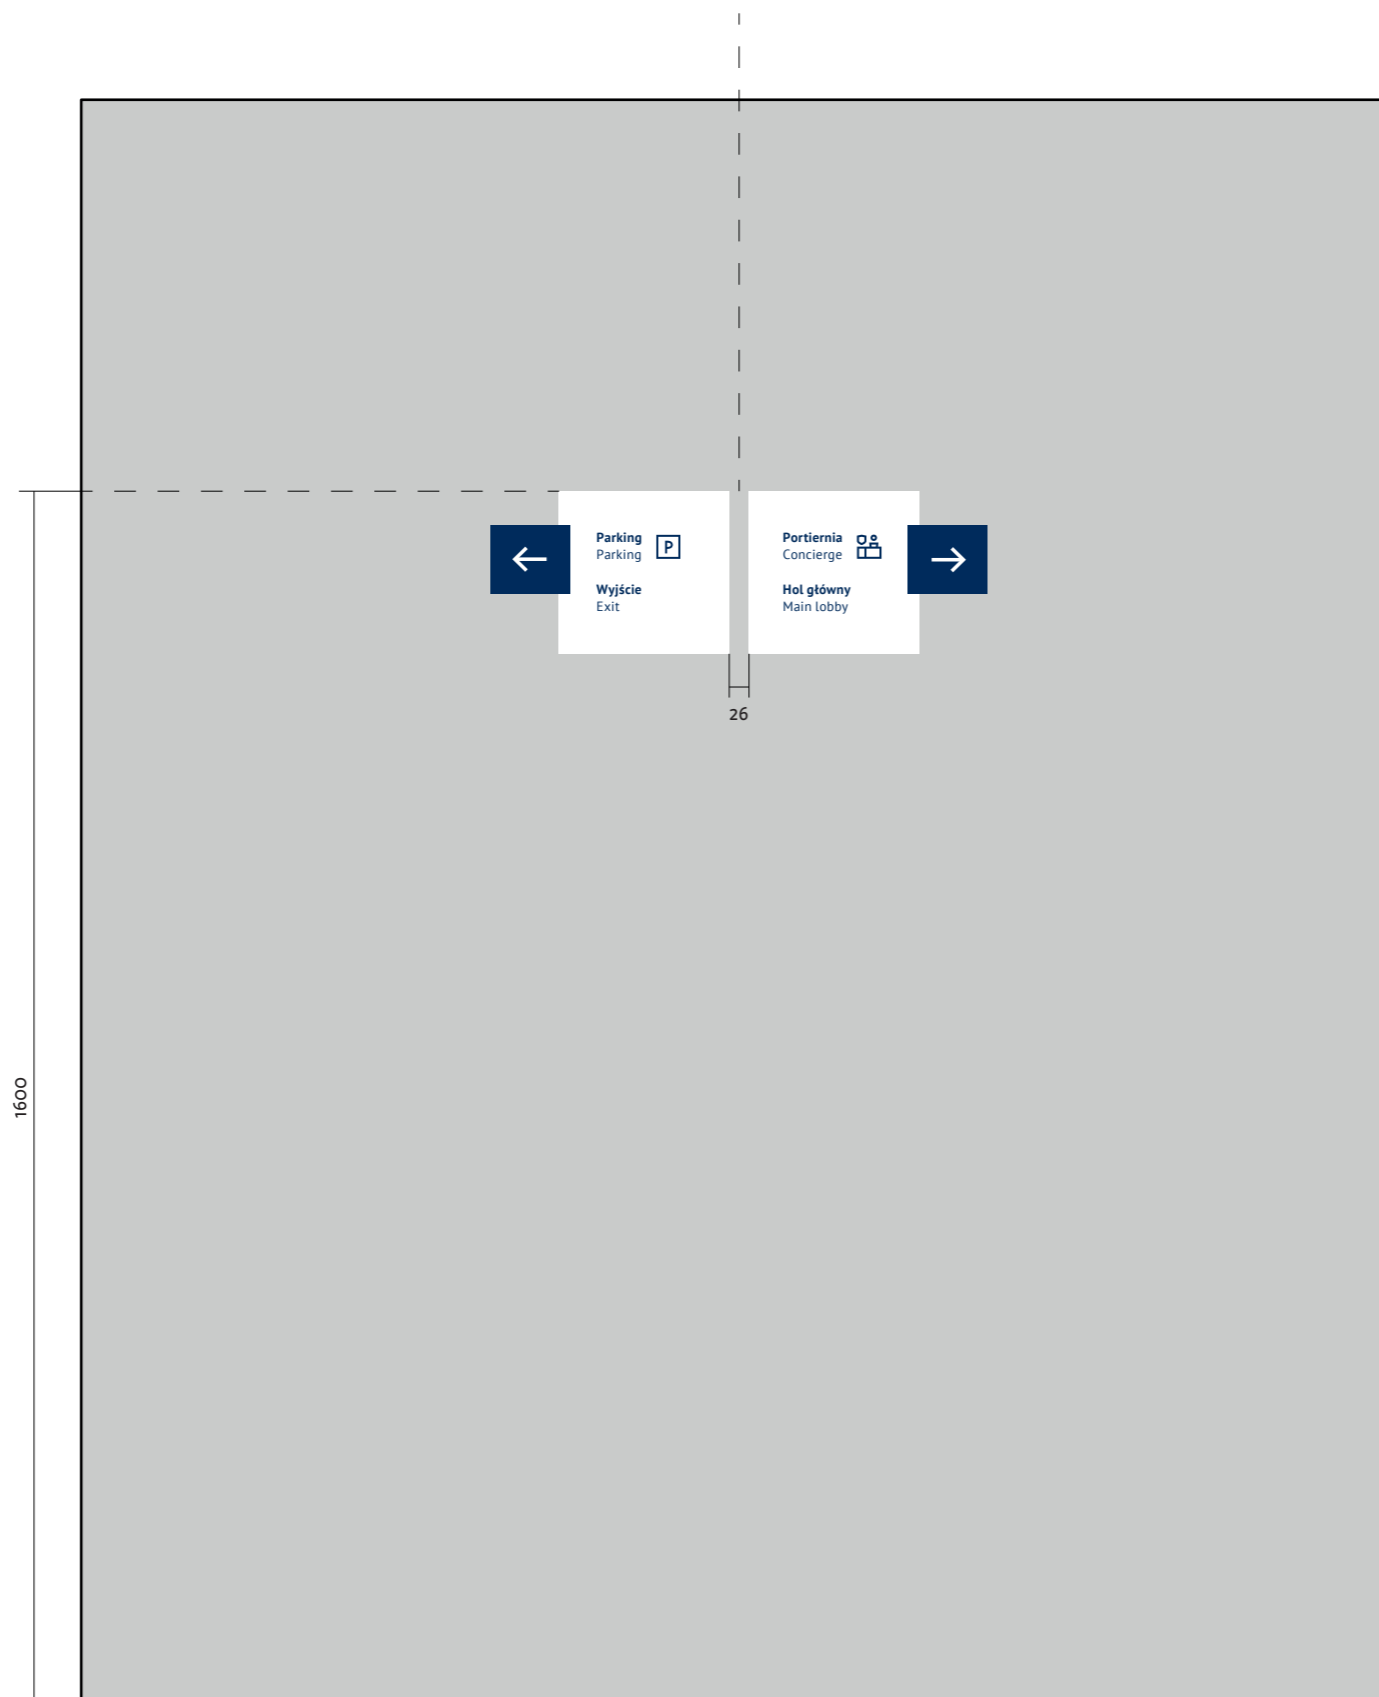 Parking
Parking
P
Wyjście
Exit
Portiernia
Concierge
Hol główny
Main lobby
26
1600